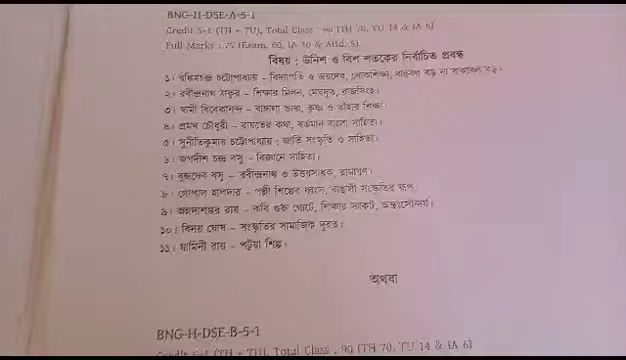 BNG-H-DSE-A-5-1
Credit 5+1 (TH + TU), Total Class : 90 (TH 70, TU 14 & IA 6)
Full Marks : 75 (Exam. 60, IA 10 & Attd. 5)
বিষয় : উনিশ ও বিশ শতকের নির্বাচিত প্রবন্ধ
১। বঙ্কিমচন্দ্র চট্টোপাধ্যায় – বিদ্যাপতি ও জয়দেব, লোকশিক্ষা, বাহুবল ও বাক্যবল।
২। রবীন্দ্রনাথ ঠাকুর – শিক্ষার মিলন, মেঘদূত, রাজসিংহ।
৩। স্বামী বিবেকানন্দ – বাঙ্গালা ভাষা, কৃষ্ণ ও তাঁহার শিক্ষা।
৪। প্রমথ চৌধুরী – রায়তের কথা, বর্তমান বাংলা সাহিত্য।
৫। সুনীতিকুমার চট্টোপাধ্যায় : জাতি সংস্কৃতি ও সাহিত্য।
৬। জগদীশ চন্দ্র বসু – বিজ্ঞানে সাহিত্য।
৭। বুদ্ধদেব বসু – রবীন্দ্রনাথ ও উত্তরসাধক, রামায়ণ।
৮। গোপাল হালদার – পল্লী শিল্পের ধ্বংস, বাঙালী সংস্কৃতির রূপ।
৯। অন্নদাশঙ্কর রায় – কবি গুরু গ্যেটে, শিক্ষার সংকট, অন্তঃসৌন্দর্য।
১০। বিনয় ঘোষ – সংস্কৃতির সামাজিক দূরত্ব।
১১। যামিনী রায় – পটুয়া শিল্প।
অথবা
BNG-H-DSE-B-5-1
Credit 5+1 (TH + TU), Total Class : 90 (TH 70, TU 14 & IA 6)